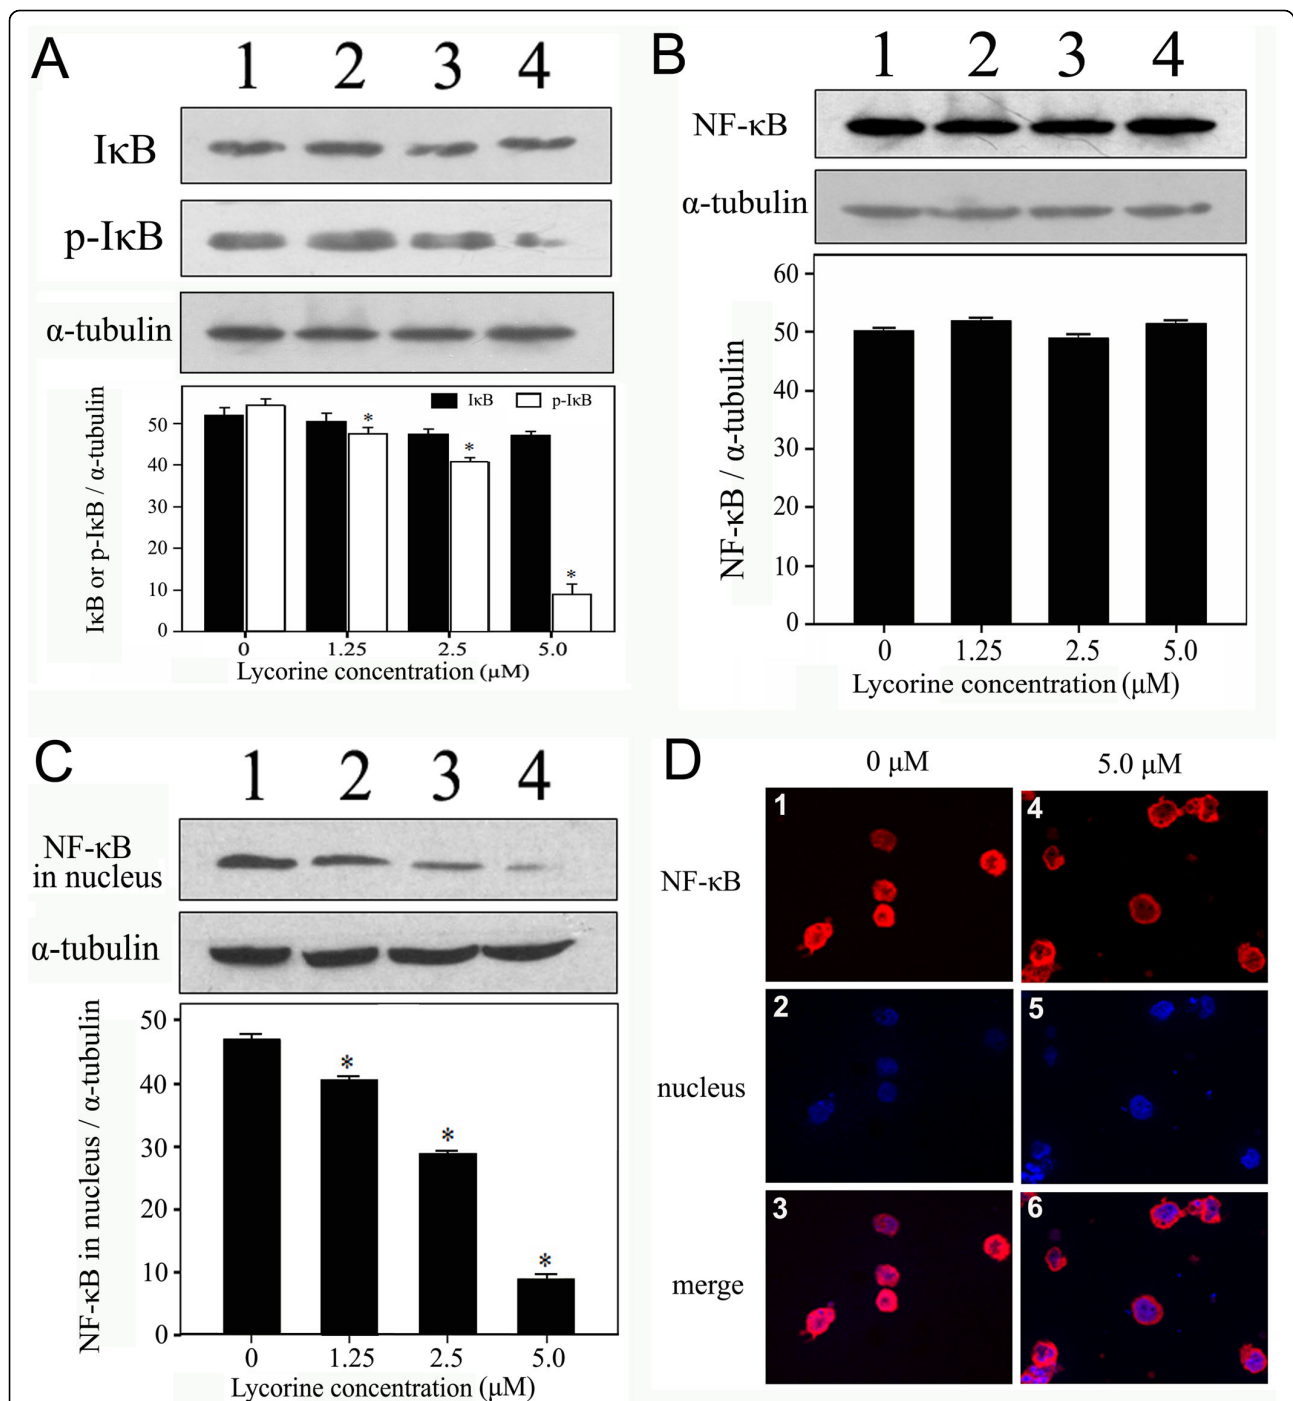 A
1 2 3 4
IκB
p-IκB
α-tubulin
IκB or p-IκB / α-tubulin
IκB p-IκB
50
40
30
20
10
0
* * *
0 1.25 2.5 5.0
Lycorine concentration (μM)
B
1 2 3 4
NF-κB
α-tubulin
NF-κB / α-tubulin
60
50
40
30
20
10
0
0 1.25 2.5 5.0
Lycorine concentration (μM)
C
1 2 3 4
NF-κB
in nucleus
α-tubulin
NF-κB in nucleus / α-tubulin
50
40
30
20
10
0
* * *
0 1.25 2.5 5.0
Lycorine concentration (μM)
D
0 μM 5.0 μM
NF-κB
1 4
nucleus
2 5
merge
3 6